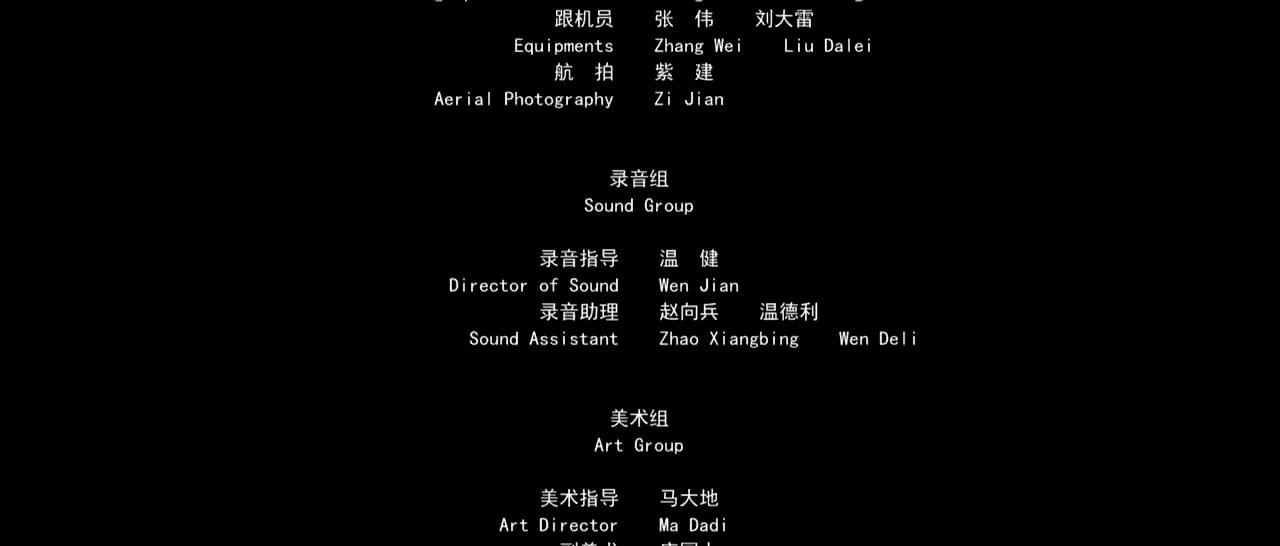 跟机员 张 伟 刘大雷
Equipments Zhang Wei Liu Dalei
航 拍 紫 建
Aerial Photography Zi Jian
录音组
Sound Group
录音指导 温 健
Director of Sound Wen Jian
录音助理 赵向兵 温德利
Sound Assistant Zhao Xiangbing Wen Deli
美术组
Art Group
美术指导 马大地
Art Director Ma Dadi